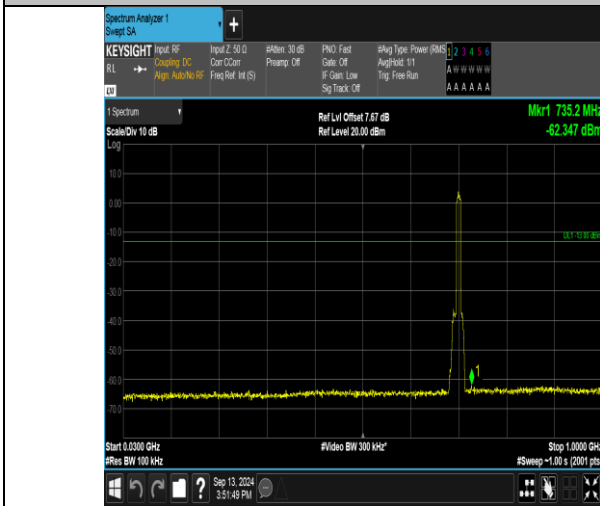 Spectrum Analyzer 1
Swept SA
+
KEYSIGHT Input: RF Input Z: 50 Ω #Atten: 30 dB PNO: Fast #Avg Type: Power (RMS 1 2 3 4 5 6
RL Coupling: DC Corr CCorr Preamp: Off Gate: Off Avg|Hold: 1/1 A W W W W W
Align: Auto/No RF Freq Ref: Int (S) IF Gain: Low Trig: Free Run
Sig Track: Off A A A A A A
1 Spectrum Ref Lvl Offset 7.67 dB Mkr1 735.2 MHz
Scale/Div 10 dB Ref Level 20.00 dBm -62.347 dBm
Log
10.0
0.00
-10.0
DL1 -13.00 dBm
-20.0
-30.0
-40.0
-50.0
1
-60.0
-70.0
Start 0.0300 GHz #Video BW 300 kHz* Stop 1.0000 GHz
#Res BW 100 kHz #Sweep ~1.00 s (2001 pts
? Sep 13, 2024
3:51:49 PM